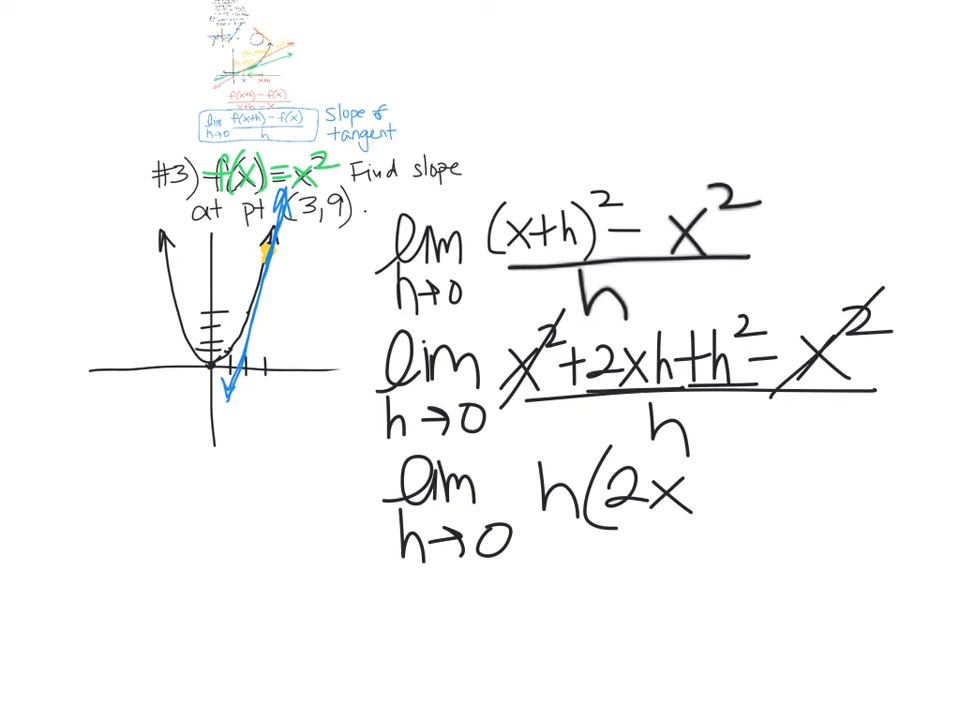 f(x+h) - f(x)
x+h - x
lim f(x+h) - f(x)
h→0 h
Slope of
tangent
#3) f(x) = x² Find slope
at pt (3,9).
lim (x+h)² - x²
h→0 h
lim x² + 2xh + h² - x²
h→0 h
lim h(2x
h→0